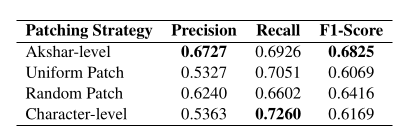 Patching Strategy Precision Recall F1-Score
Akshar-level 0.6727 0.6926 0.6825
Uniform Patch 0.5327 0.7051 0.6069
Random Patch 0.6240 0.6602 0.6416
Character-level 0.5363 0.7260 0.6169